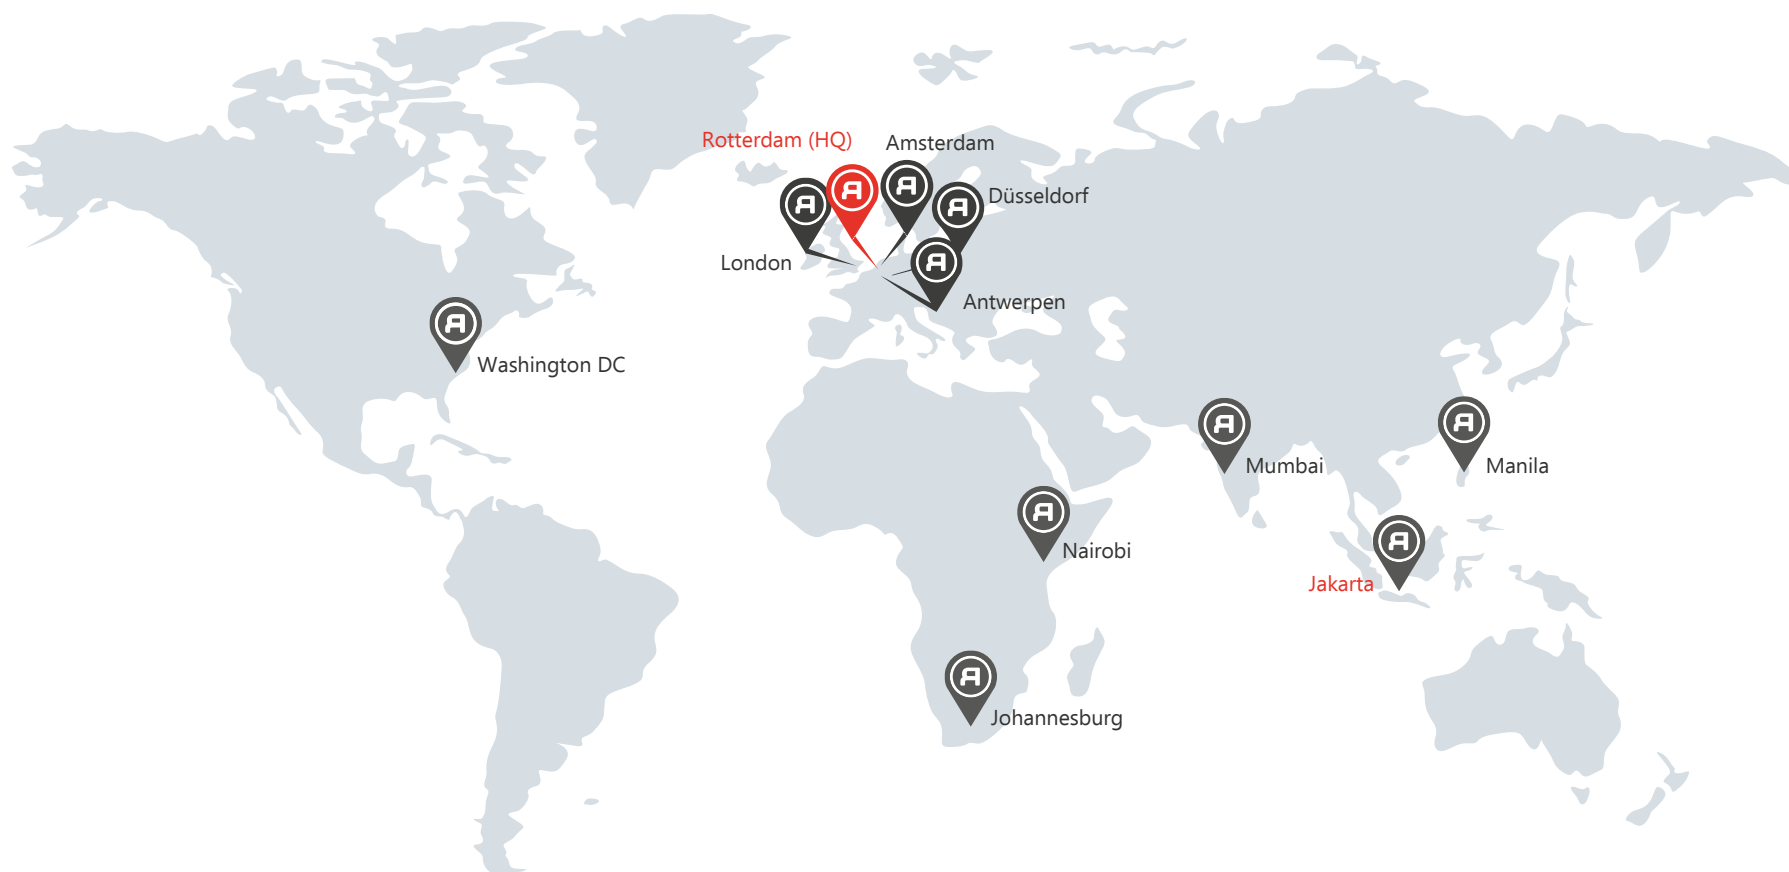 Rotterdam (HQ)
Amsterdam
Düsseldorf
London
Antwerpen
Washington DC
Mumbai
Manila
Nairobi
Jakarta
Johannesburg